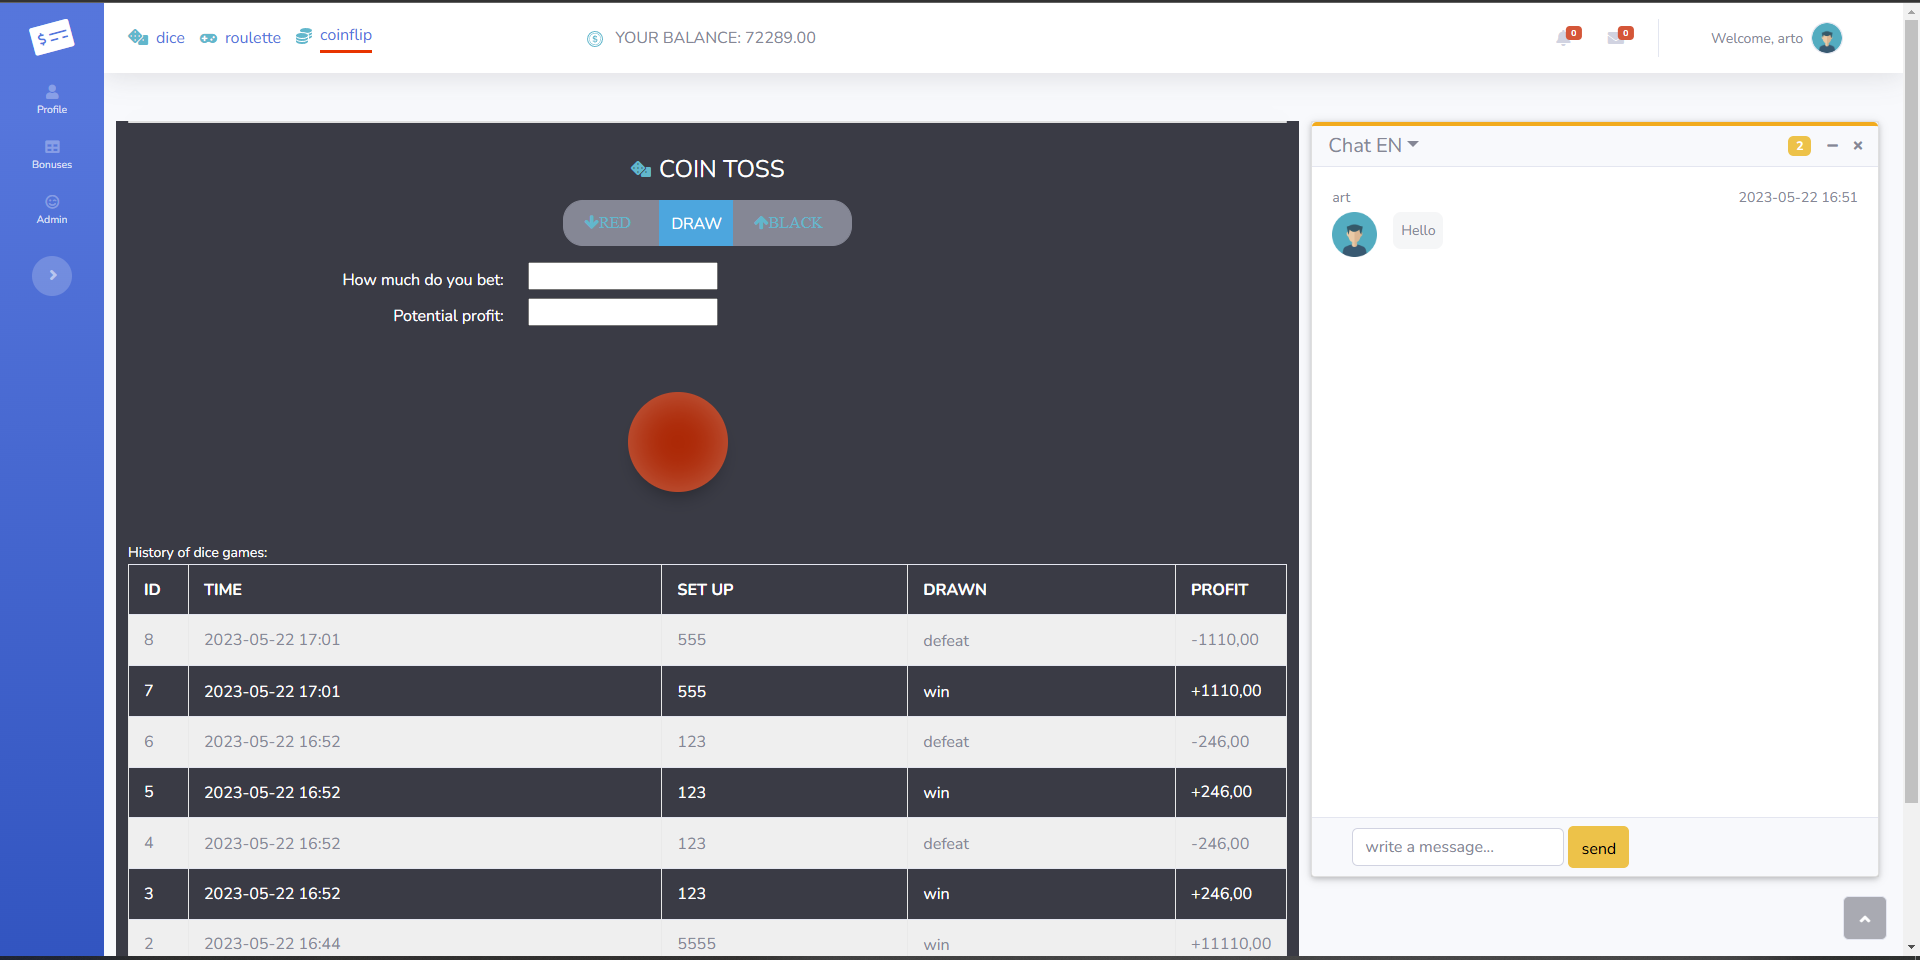 dice roulette coinflip YOUR BALANCE: 72289.00 0 0 Welcome, arto
$
Profile
Bonuses
Admin
COIN TOSS
RED DRAW BLACK
How much do you bet:
Potential profit:
History of dice games:
ID TIME SET UP DRAWN PROFIT
8 2023-05-22 17:01 555 defeat -1110,00
7 2023-05-22 17:01 555 win +1110,00
6 2023-05-22 16:52 123 defeat -246,00
5 2023-05-22 16:52 123 win +246,00
4 2023-05-22 16:52 123 defeat -246,00
3 2023-05-22 16:52 123 win +246,00
2 2023-05-22 16:44 5555 win +11110,00
Chat EN 2
art 2023-05-22 16:51
Hello
write a message... send